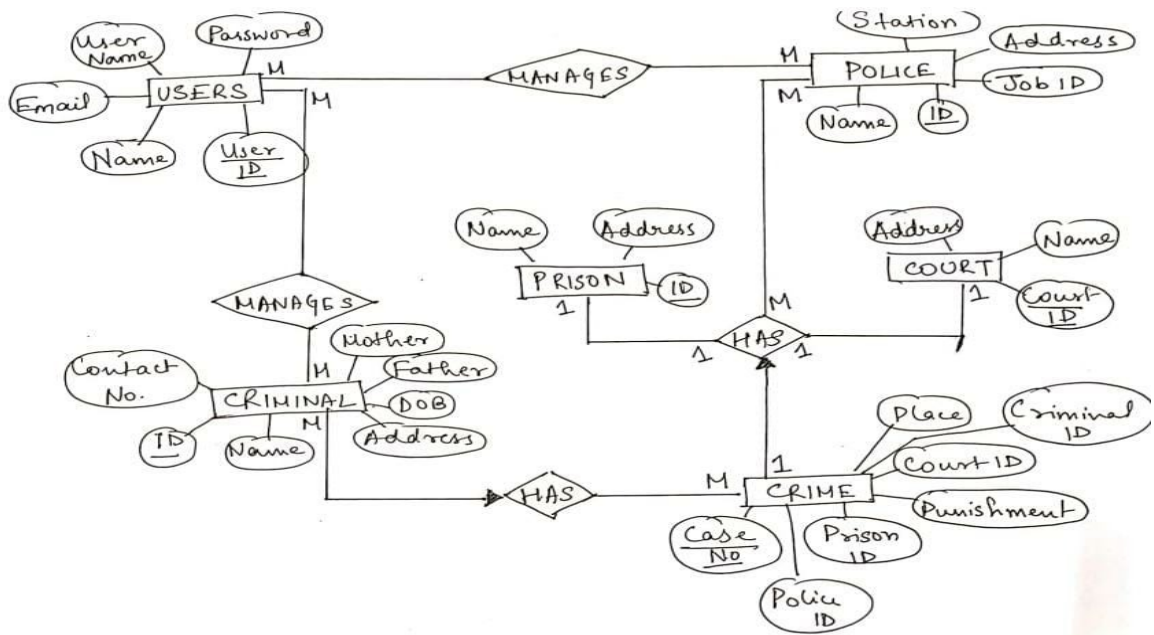 User
Name
Password
Email
USERS
Name
User
ID
M
M
MANAGES
M
M
Station
Address
POLICE
Job ID
Name
ID
MANAGES
M
Name
Address
PRISON
ID
1
Address
Name
COURT
Court
ID
1
M
HAS
1
1
Contact
No.
Mother
Father
CRIMINAL
DOB
Address
ID
Name
M
HAS
M
1
Place
Criminal
ID
Court ID
CRIME
Punishment
Case
No
Prison
ID
Police
ID